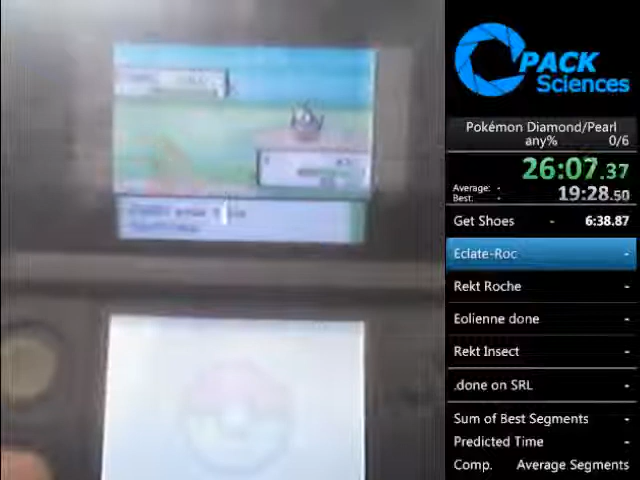 PACK
Sciences
Pokémon Diamond/Pearl
any% 0/6
26:07.37
Average: -
Best: - 19:28.50
Get Shoes - 6:38.87
Eclate-Roc -
Rekt Roche -
Eolienne done -
Rekt Insect -
.done on SRL -
Sum of Best Segments -
Predicted Time -
Comp. Average Segments